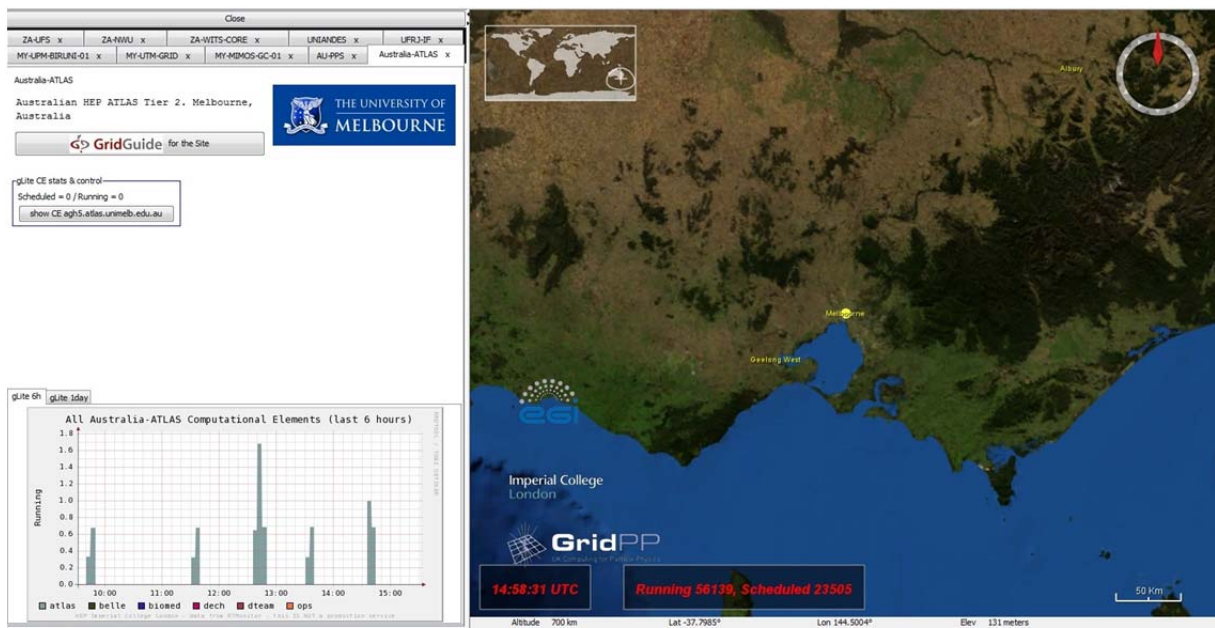 Close
ZA-UFS x ZA-NWU x ZA-WITS-CORE x UNIANDES x UFRJ-IF x
MY-UPM-BIRUNI-01 x MY-UTM-GRID x MY-MIMOS-GC-01 x AU-PPS x Australia-ATLAS x
Australia-ATLAS
Australian HEP ATLAS Tier 2. Melbourne,
Australia
THE UNIVERSITY OF
MELBOURNE
GridGuide for the Site
gLite CE stats & control
Scheduled = 0 / Running = 0
show CE agh5.atlas.unimelb.edu.au
gLite 6h gLite 1day
All Australia-ATLAS Computational Elements (last 6 hours)
1.8
1.6
1.4
1.2
1.0
0.8
0.6
0.4
0.2
0.0
Running
10:00 11:00 12:00 13:00 14:00 15:00
atlas belle biomed dech dteam ops
Albury
Melbourne
Geelong West
egi
Imperial College
London
GridPP
UK Computing for Particle Physics
14:58:31 UTC
Running 56139, Scheduled 23505
50 Km
Altitude 700 km Lat -37.7985° Lon 144.5004° Elev 131 meters